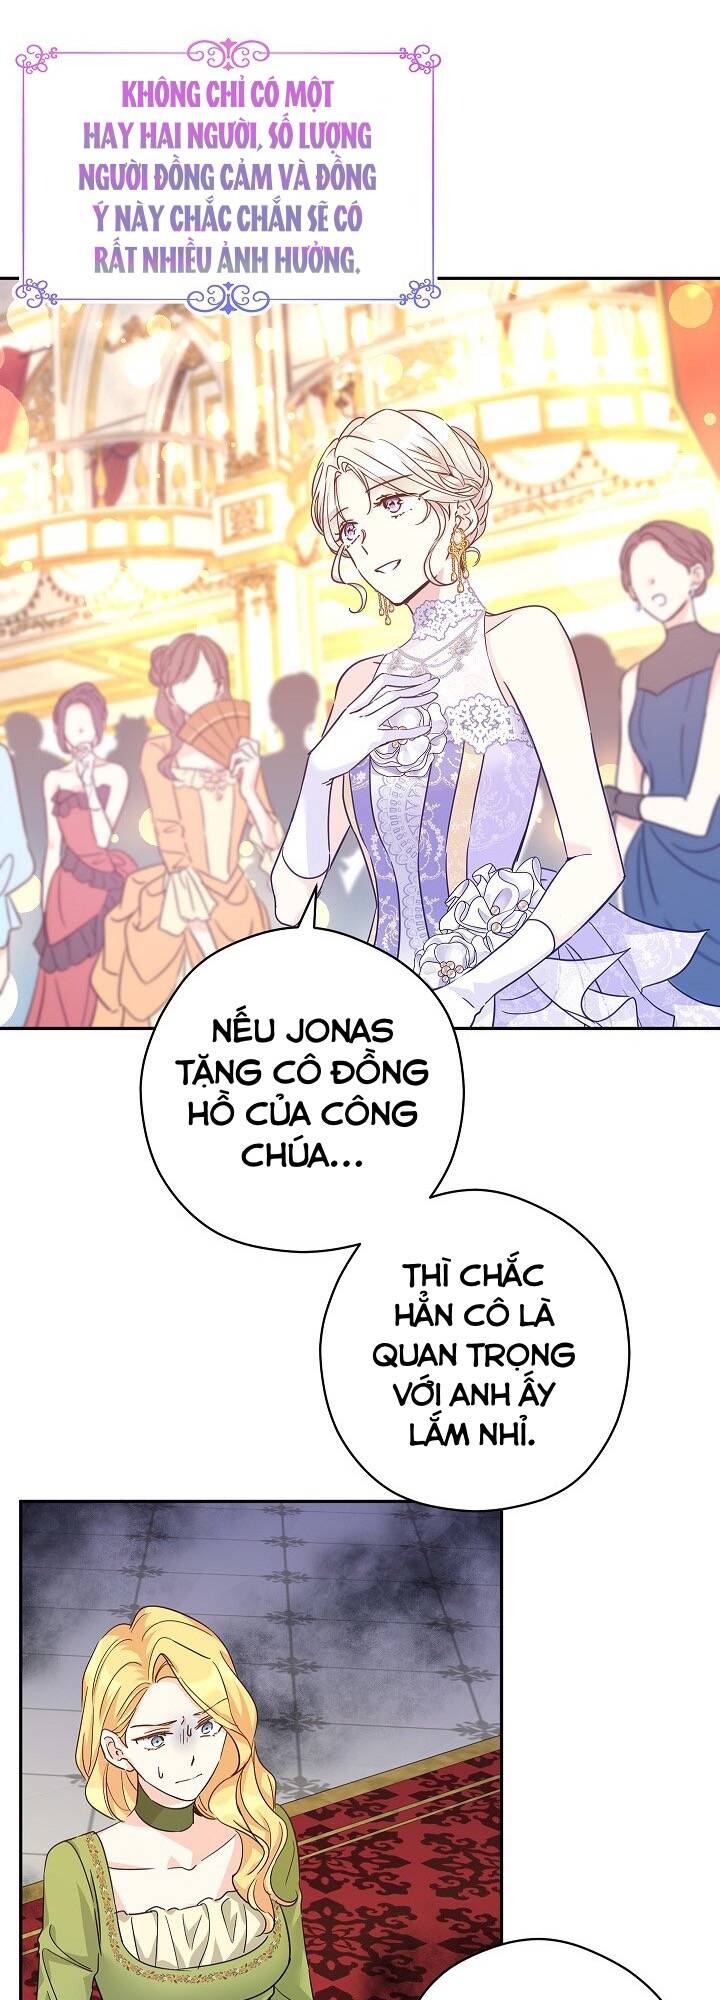 KHÔNG CHỈ CÓ MỘT
HAY HAI NGƯỜI, SỐ LƯỢNG
NGƯỜI ĐỒNG CẢM VÀ ĐỒNG
Ý NÀY CHẮC CHẮN SẼ CÓ
RẤT NHIỀU ẢNH HƯỞNG.
NẾU JONAS
TẶNG CÔ ĐỒNG
HỒ CỦA CÔNG
CHÚA...
THÌ CHẮC
HẲN CÔ LÀ
QUAN TRỌNG
VỚI ANH ẤY
LẮM NHỈ.